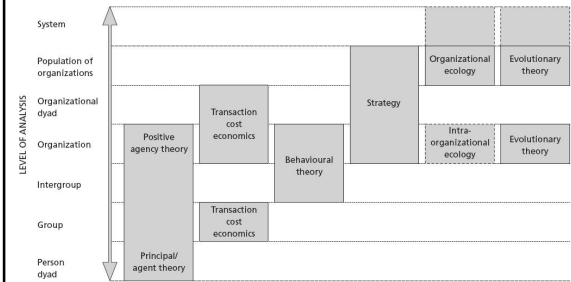 LEVEL OF ANALYSIS
System
Population of
organizations
Organizational
dyad
Organization
Intergroup
Group
Person
dyad
Positive
agency theory
Principal/
agent theory
Transaction
cost
economics
Transaction
cost
economics
Behavioural
theory
Strategy
Organizational
ecology
Intra-
organizational
ecology
Evolutionary
theory
Evolutionary
theory